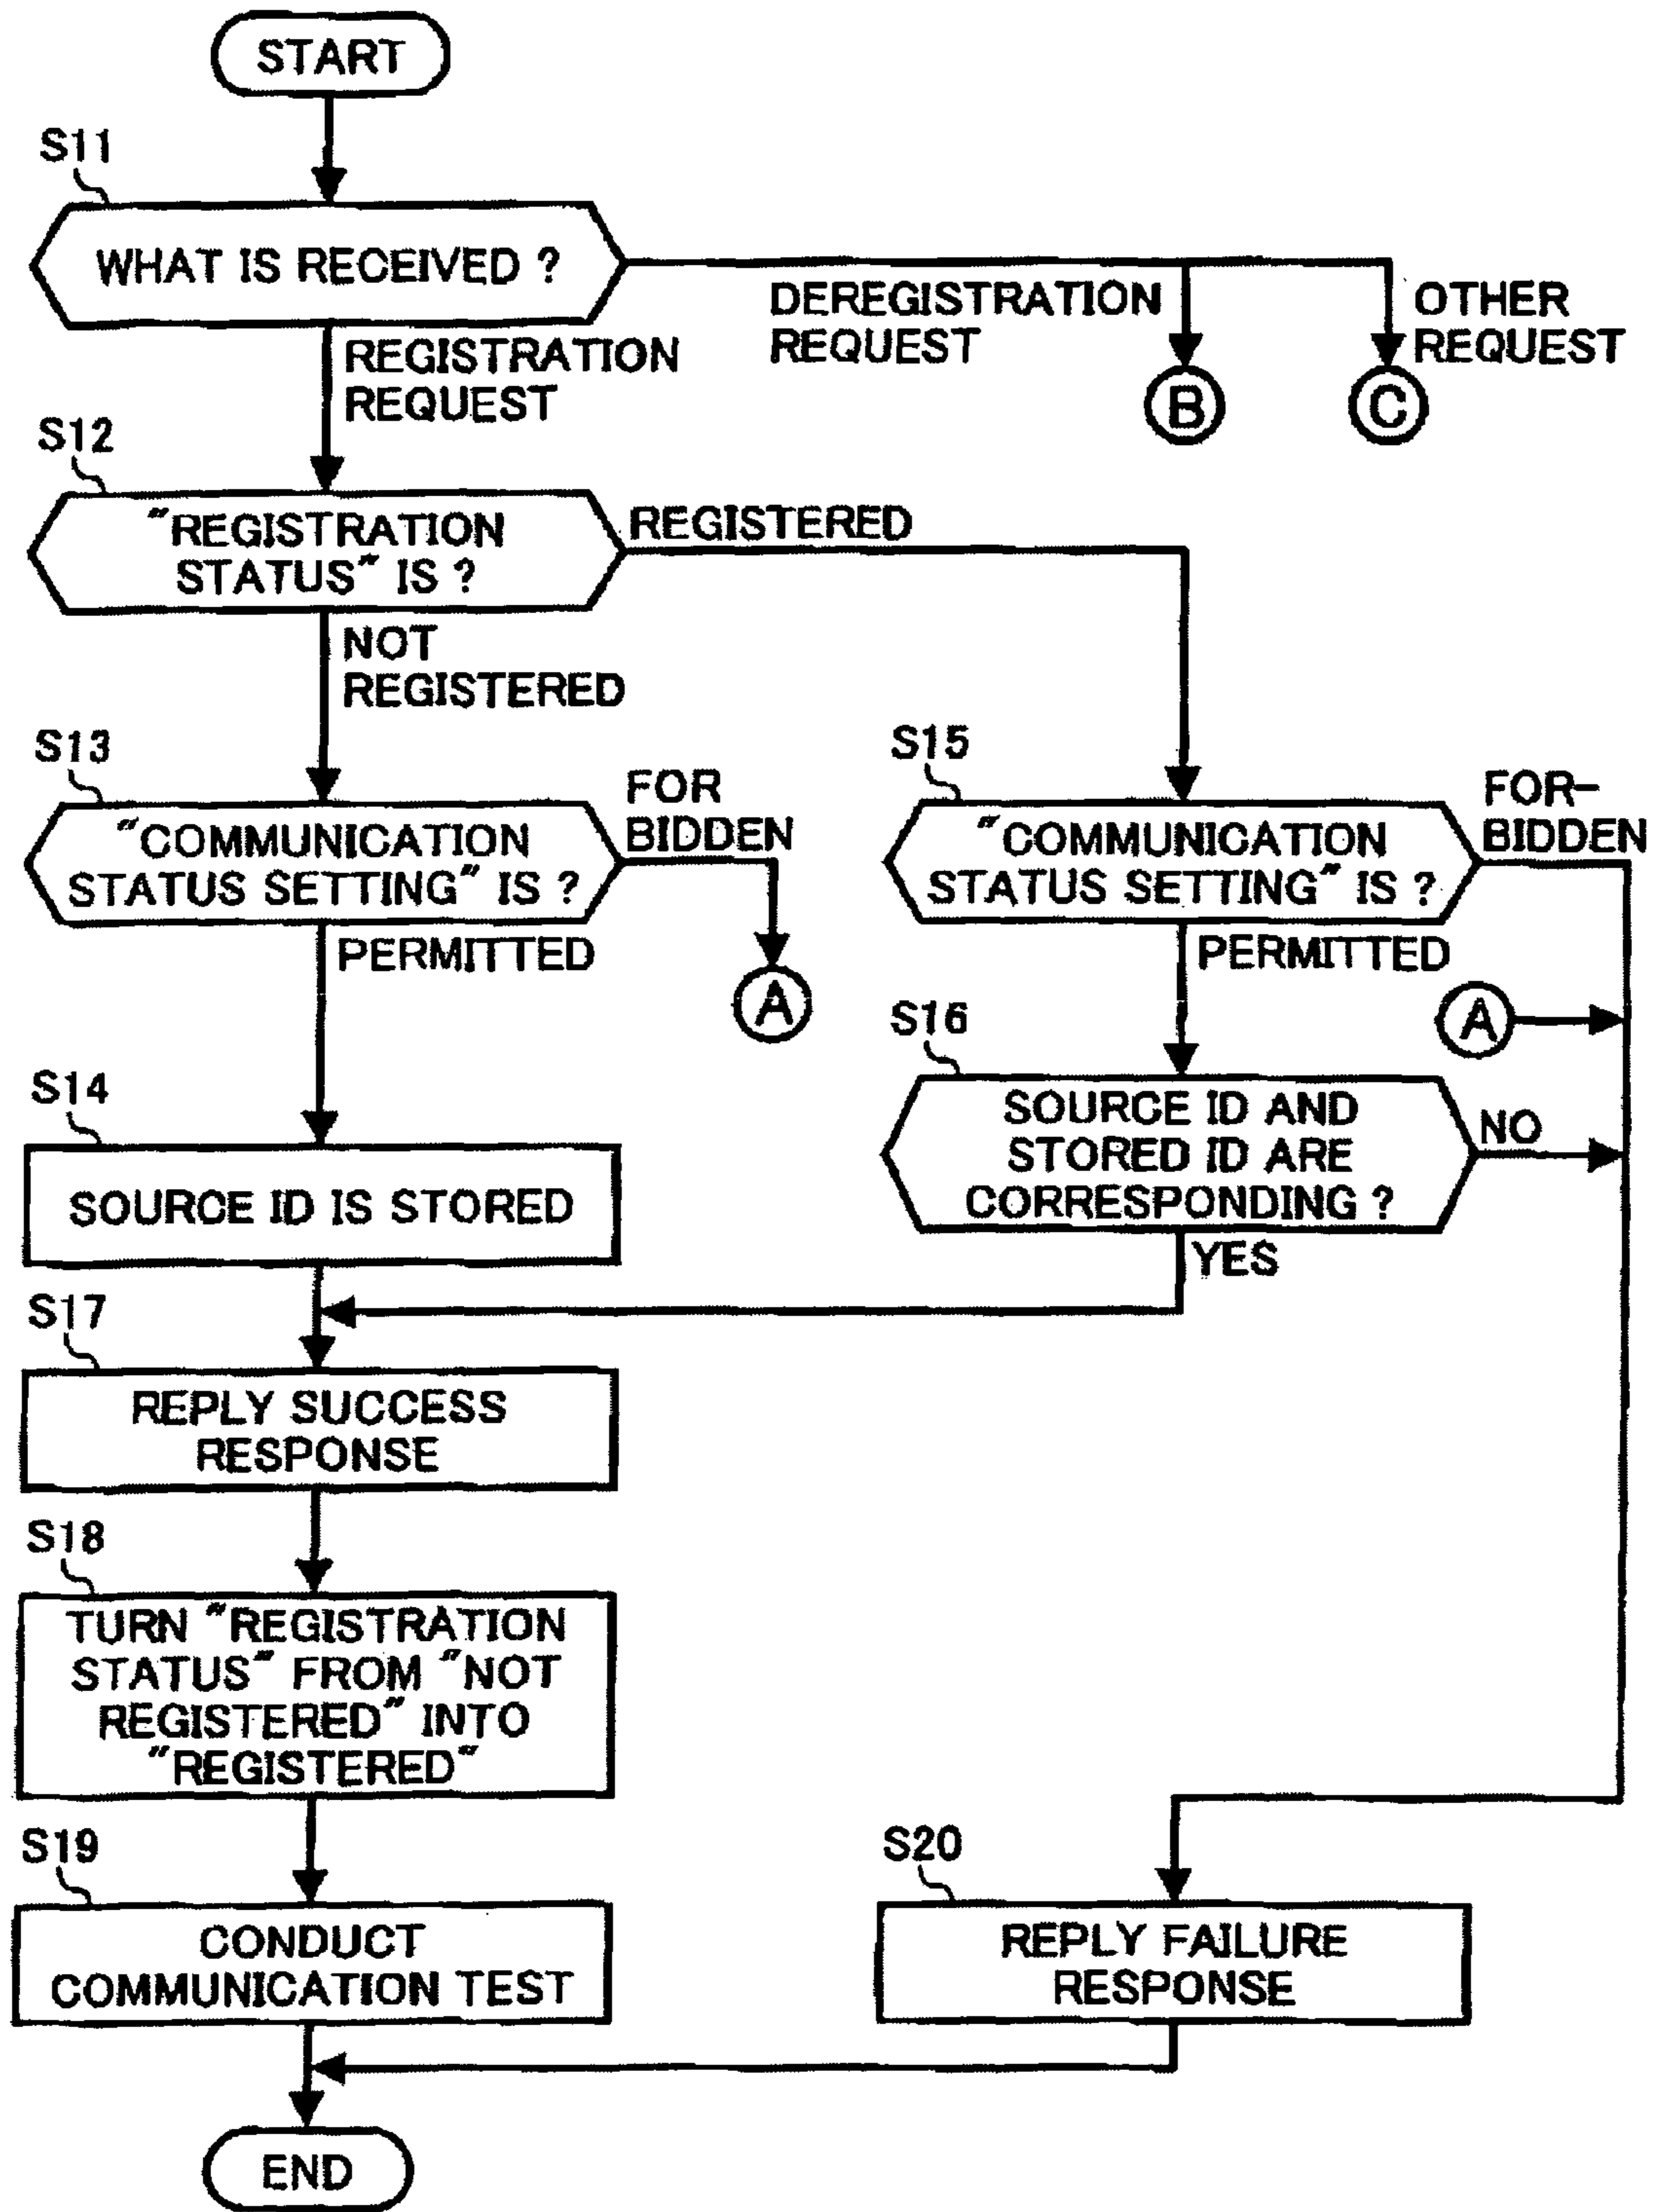 START
S11
WHAT IS RECEIVED ?
DEREGISTRATION
REQUEST
OTHER
REQUEST
B
C
REGISTRATION
REQUEST
S12
"REGISTRATION
STATUS" IS ?
REGISTERED
NOT
REGISTERED
S13
"COMMUNICATION
STATUS SETTING" IS ?
FOR
BIDDEN
A
PERMITTED
S15
"COMMUNICATION
STATUS SETTING" IS ?
FOR-
BIDDEN
PERMITTED
A
S16
SOURCE ID AND
STORED ID ARE
CORRESPONDING ?
NO
YES
S14
SOURCE ID IS STORED
S17
REPLY SUCCESS
RESPONSE
S18
TURN "REGISTRATION
STATUS" FROM "NOT
REGISTERED" INTO
"REGISTERED"
S19
CONDUCT
COMMUNICATION TEST
S20
REPLY FAILURE
RESPONSE
END